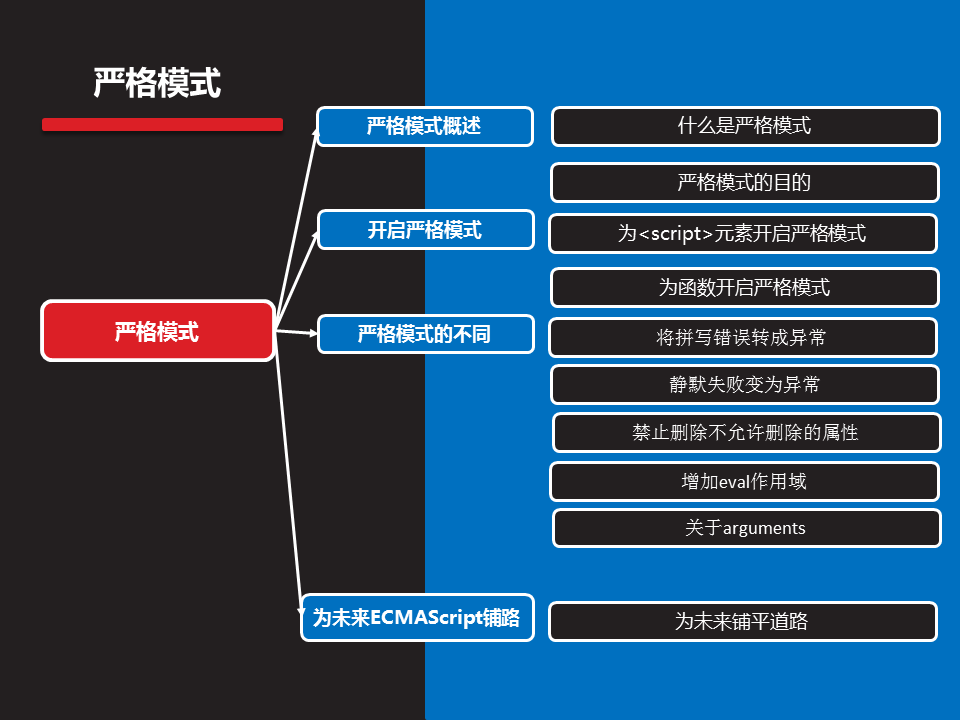 严格模式
严格模式概述
什么是严格模式
严格模式的目的
开启严格模式
为<script>元素开启严格模式
为函数开启严格模式
严格模式
严格模式的不同
将拼写错误转成异常
静默失败变为异常
禁止删除不允许删除的属性
增加eval作用域
关于arguments
为未来ECMAScript铺路
为未来铺平道路